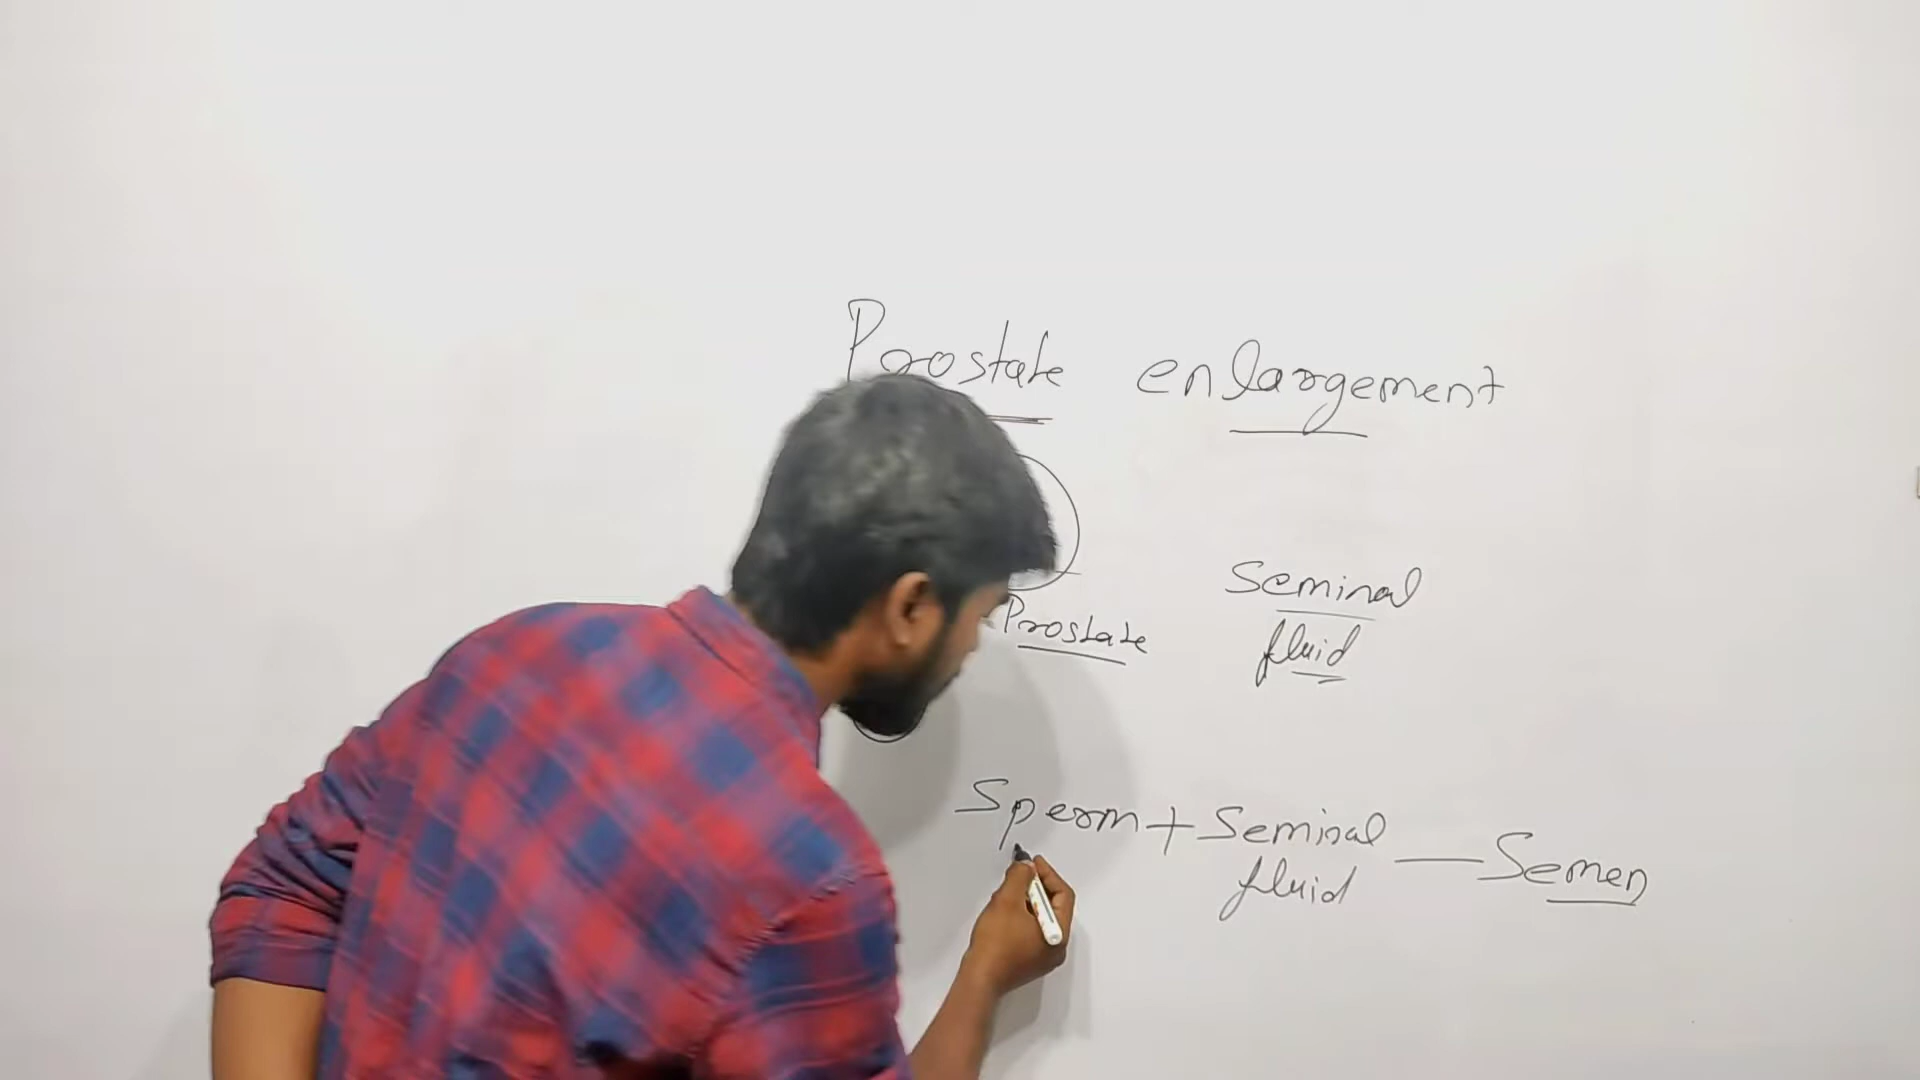 Prostate enlargement
Prostate
Seminal
fluid
Sperm + Seminal
fluid — Semen